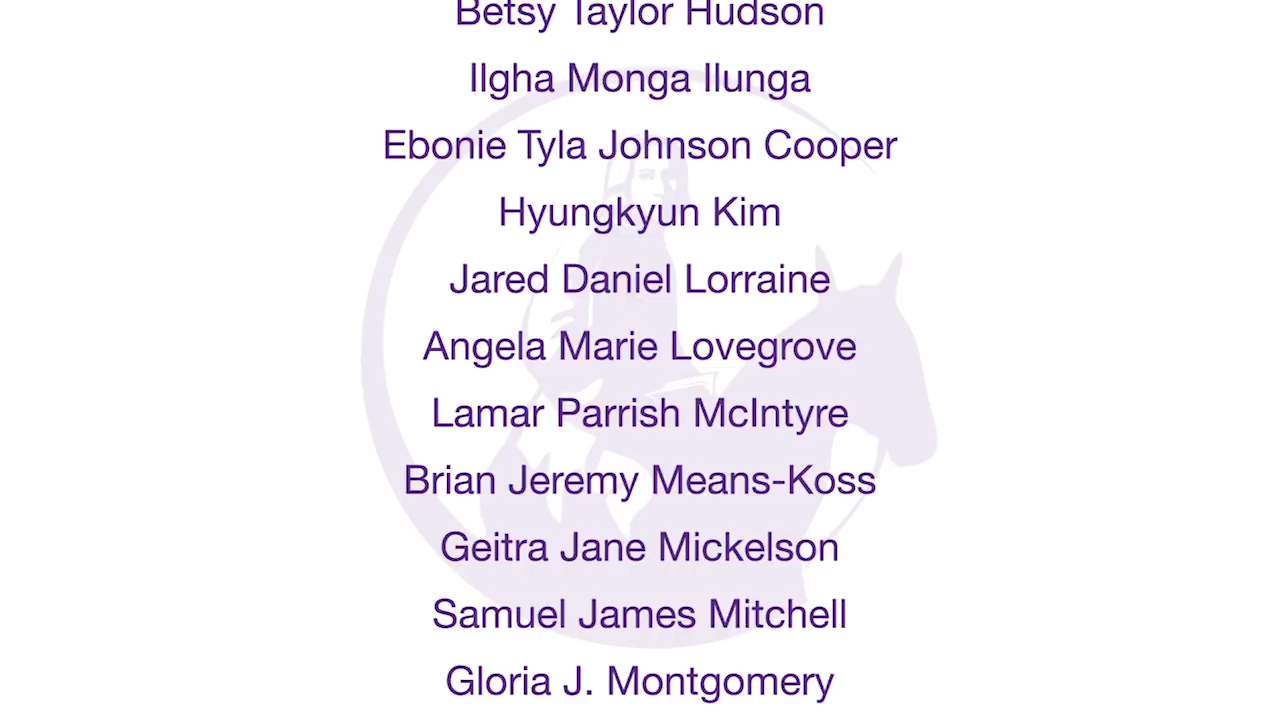 Betsy Taylor Hudson
Ilgha Monga Ilunga
Ebonie Tyla Johnson Cooper
Hyungkyun Kim
Jared Daniel Lorraine
Angela Marie Lovegrove
Lamar Parrish McIntyre
Brian Jeremy Means-Koss
Geitra Jane Mickelson
Samuel James Mitchell
Gloria J. Montgomery